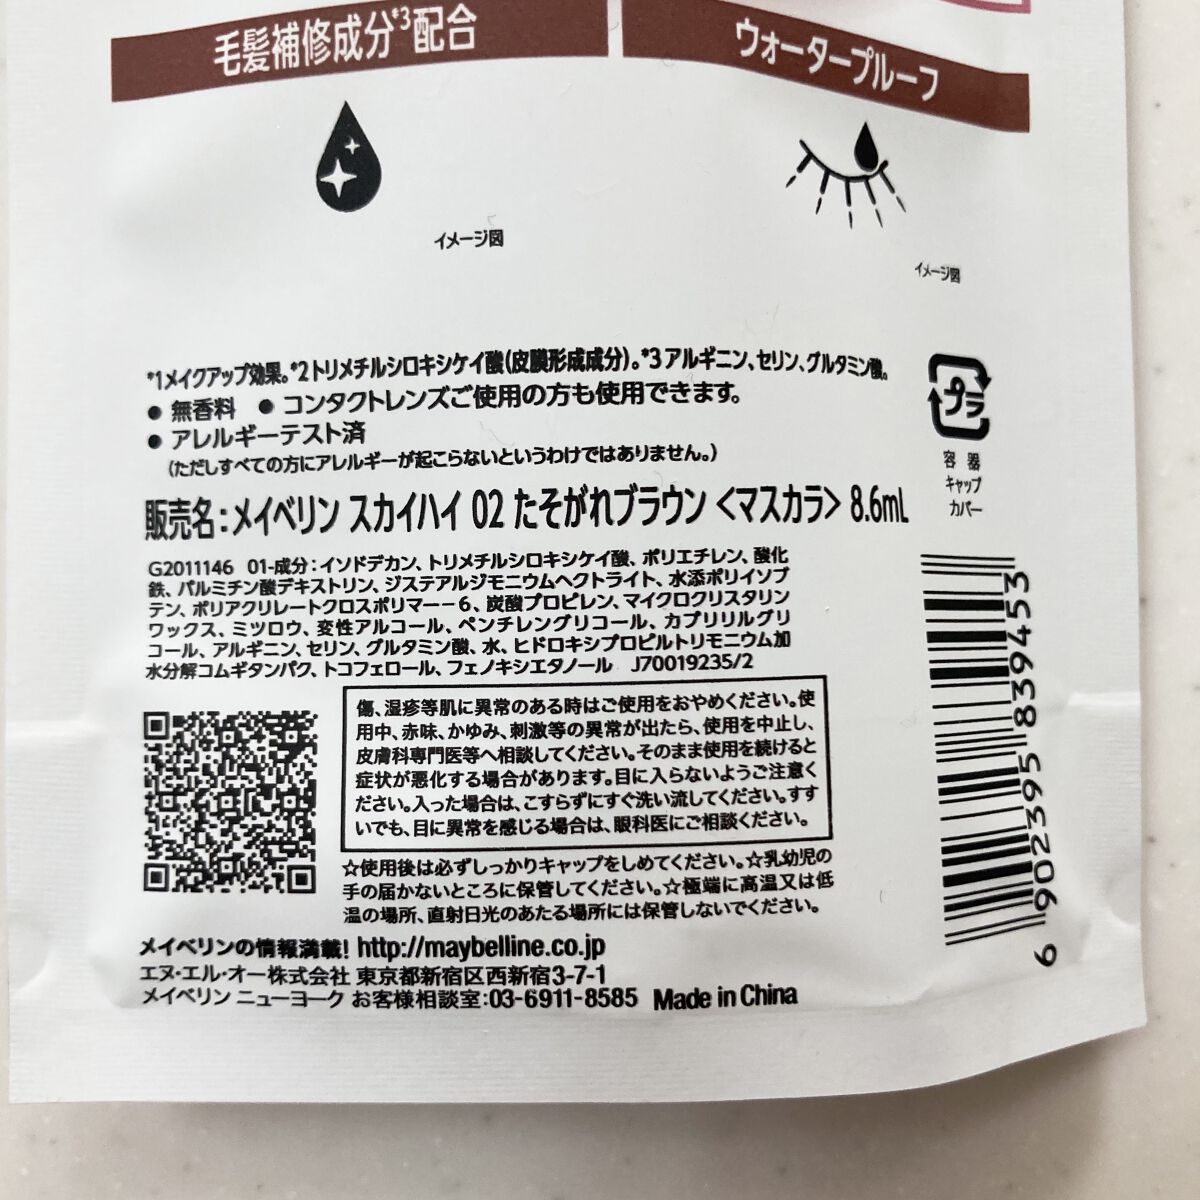 毛髪補修成分*3配合
ウォータープルーフ
イメージ図
イメージ図
*1メイクアップ効果。*2トリメチルシロキシケイ酸(皮膜形成成分)。*3アルギニン、セリン、グルタミン酸。
● 無香料 ● コンタクトレンズご使用の方も使用できます。
● アレルギーテスト済
(ただしすべての方にアレルギーが起こらないというわけではありません。)
プラ
容器
キャップ
カバー
販売名:メイベリン スカイハイ 02 たそがれブラウン <マスカラ> 8.6mL
G2011146 01-成分:イソドデカン、トリメチルシロキシケイ酸、ポリエチレン、酸化
鉄、パルミチン酸デキストリン、ジステアルジモニウムヘクトライト、水添ポリイソブ
テン、ポリアクリレートクロスポリマー-6、炭酸プロピレン、マイクロクリスタリン
ワックス、ミツロウ、変性アルコール、ペンチレングリコール、カプリリルグリ
コール、アルギニン、セリン、グルタミン酸、水、ヒドロキシプロピルトリモニウム加
水分解コムギタンパク、トコフェロール、フェノキシエタノール J70019235/2
傷、湿疹等肌に異常のある時はご使用をおやめください。使
用中、赤味、かゆみ、刺激等の異常が出たら、使用を中止し、
皮膚科専門医等へ相談してください。そのまま使用を続けると
症状が悪化する場合があります。目に入らないようご注意く
ださい。入った場合は、こすらずにすぐ洗い流してください。すす
いでも、目に異常を感じる場合は、眼科医にご相談ください。
☆使用後は必ずしっかりキャップをしめてください。☆乳幼児の
手の届かないところに保管してください。☆極端に高温又は低
温の場所、直射日光のあたる場所には保管しないでください。
メイベリンの情報満載! http://maybelline.co.jp
エヌ・エル・オー株式会社 東京都新宿区西新宿3-7-1
メイベリン ニューヨーク お客様相談室:03-6911-8585 Made in China
6 902395 839453